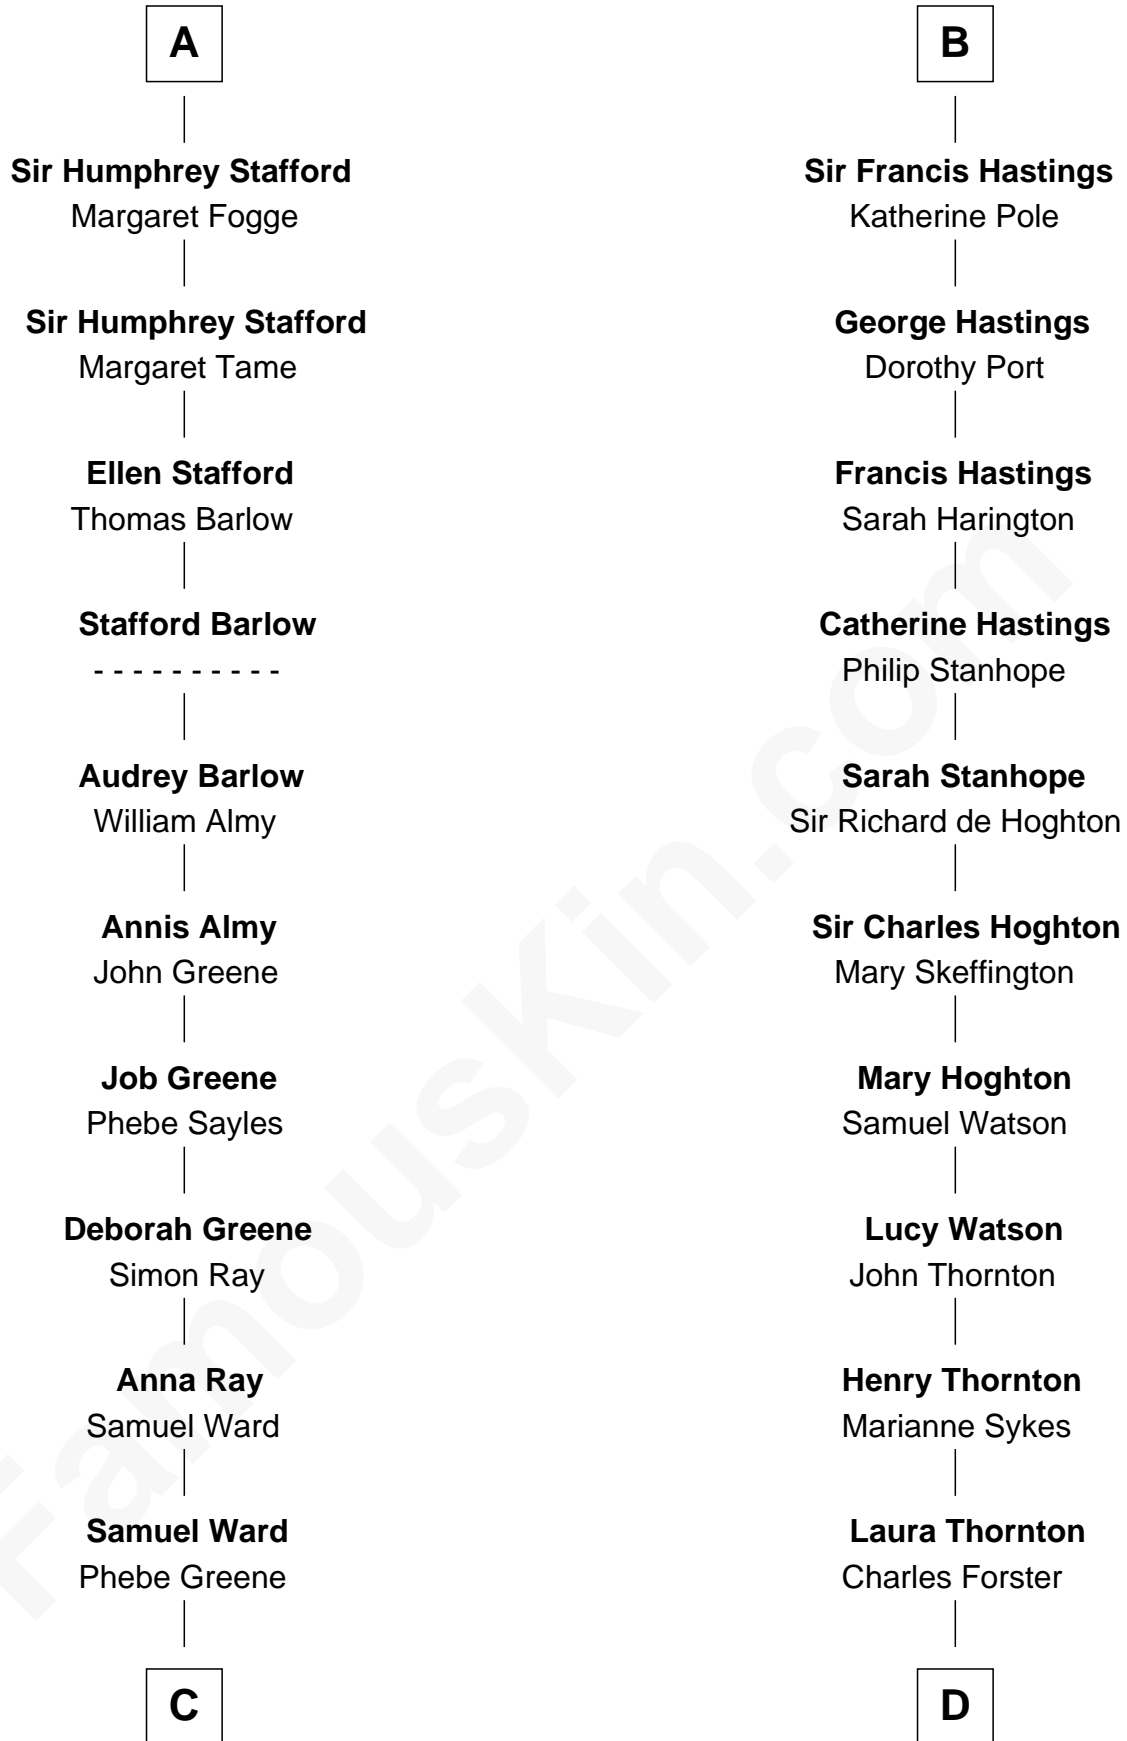 A
Sir Humphrey Stafford
Margaret Fogge
Sir Humphrey Stafford
Margaret Tame
Ellen Stafford
Thomas Barlow
Stafford Barlow
- - - - - - - - - -
Audrey Barlow
William Almy
Annis Almy
John Greene
Job Greene
Phebe Sayles
Deborah Greene
Simon Ray
Anna Ray
Samuel Ward
Samuel Ward
Phebe Greene
C
B
Sir Francis Hastings
Katherine Pole
George Hastings
Dorothy Port
Francis Hastings
Sarah Harington
Catherine Hastings
Philip Stanhope
Sarah Stanhope
Sir Richard de Hoghton
Sir Charles Hoghton
Mary Skeffington
Mary Hoghton
Samuel Watson
Lucy Watson
John Thornton
Henry Thornton
Marianne Sykes
Laura Thornton
Charles Forster
D
FamousKin.com